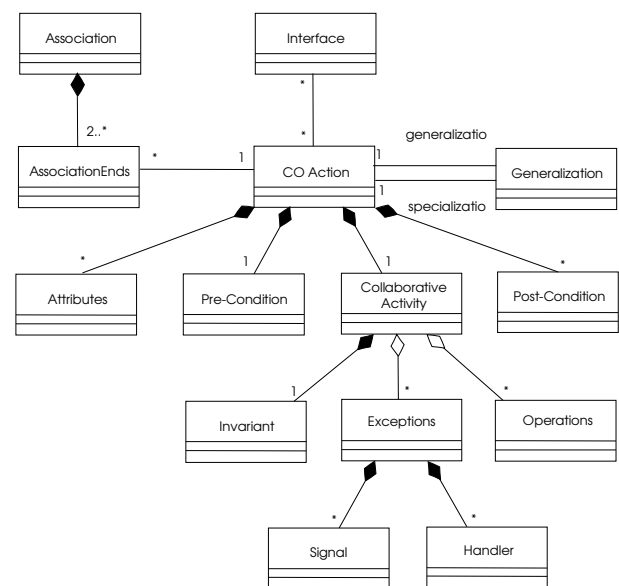 Association
Interface
*
2..*
*
generalizatio
AssociationEnds
*
1
CO Action
1
1
Generalization
specializatio
*
Attributes
1
Pre-Condition
1
Collaborative
Activity
*
Post-Condition
1
Invariant
*
Exceptions
*
Operations
*
Signal
*
Handler